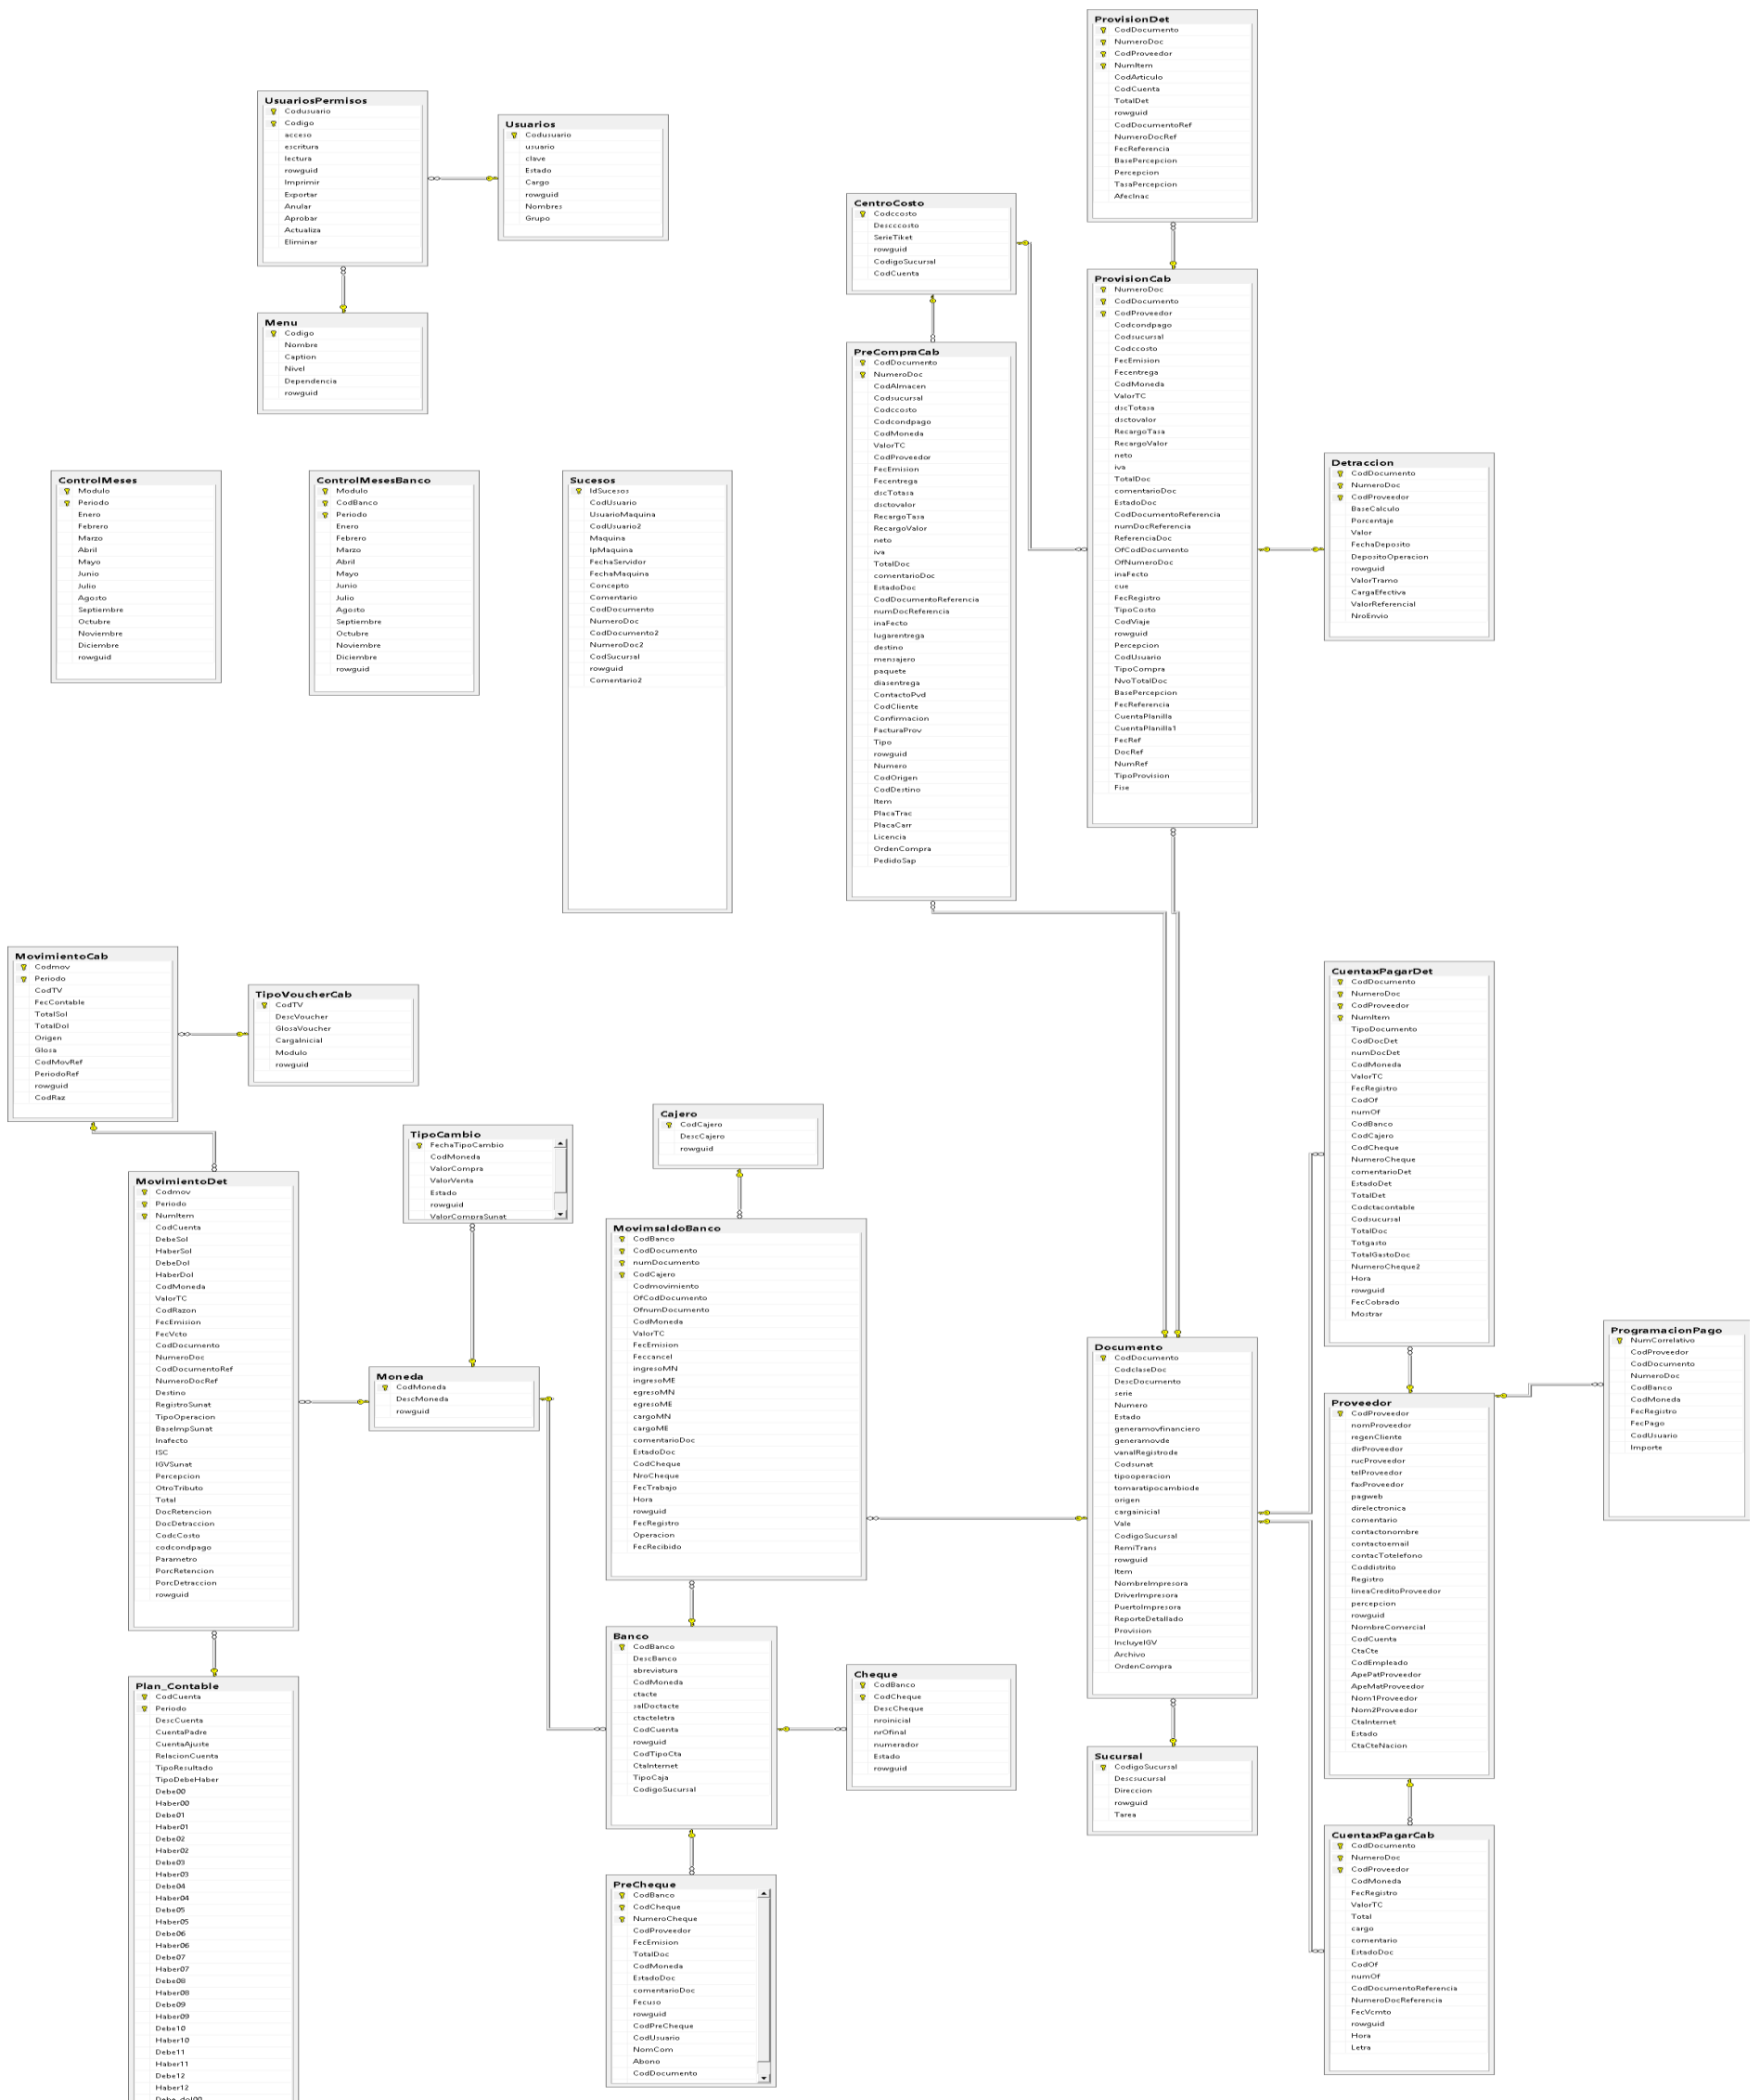 ProvisionDet
CodDocumento
NumeroDoc
CodProveedor
NumItem
CodArticulo
CodCuenta
TotalDet
rowguid
CodDocumentoRef
NumeroDocRef
FecReferencia
BasePercepcion
Percepcion
TasaPercepcion
AfecInac
UsuariosPermisos
Codusuario
Codigo
acceso
escritura
lectura
rowguid
Imprimir
Exportar
Anular
Aprobar
Actualiza
Eliminar
Usuarios
Codusuario
usuario
clave
Estado
Cargo
rowguid
Nombres
Grupo
CentroCosto
Codccosto
Descccosto
SerieTiket
rowguid
CodigoSucursal
CodCuenta
ProvisionCab
NumeroDoc
CodDocumento
CodProveedor
Codcondpago
Codsucursal
Codccosto
FecEmision
Fecentrega
CodMoneda
ValorTC
dscTotasa
dsctovalor
RecargoTasa
RecargoValor
neto
iva
TotalDoc
comentarioDoc
EstadoDoc
CodDocumentoReferencia
numDocReferencia
ReferenciaDoc
OfCodDocumento
OfNumeroDoc
inaFecto
cue
FecRegistro
TipoCosto
CodViaje
rowguid
Percepcion
CodUsuario
TipoCompra
NvoTotalDoc
BasePercepcion
FecReferencia
CuentaPlanilla
CuentaPlanilla1
FecRef
DocRef
NumRef
TipoProvision
Fise
Menu
Codigo
Nombre
Caption
Nivel
Dependencia
rowguid
PreCompraCab
CodDocumento
NumeroDoc
CodAlmacen
Codsucursal
Codccosto
Codcondpago
CodMoneda
ValorTC
CodProveedor
FecEmision
Fecentrega
dscTotasa
dsctovalor
RecargoTasa
RecargoValor
neto
iva
TotalDoc
comentarioDoc
EstadoDoc
CodDocumentoReferencia
numDocReferencia
inaFecto
lugarentrega
destino
mensajero
paquete
diasentrega
ContactoPvd
CodCliente
Confirmacion
FacturaProv
Tipo
rowguid
Numero
CodOrigen
CodDestino
Item
PlacaTrac
PlacaCarr
Licencia
OrdenCompra
PedidoSap
Detraccion
CodDocumento
NumeroDoc
CodProveedor
BaseCalculo
Porcentaje
Valor
FechaDeposito
DepositoOperacion
rowguid
ValorTramo
CargaEfectiva
ValorReferencial
NroEnvio
ControlMeses
Modulo
Periodo
Enero
Febrero
Marzo
Abril
Mayo
Junio
Julio
Agosto
Septiembre
Octubre
Noviembre
Diciembre
rowguid
ControlMesesBanco
Modulo
CodBanco
Periodo
Enero
Febrero
Marzo
Abril
Mayo
Junio
Julio
Agosto
Septiembre
Octubre
Noviembre
Diciembre
rowguid
Sucesos
IdSucesos
CodUsuario
UsuarioMaquina
CodUsuario2
Maquina
IpMaquina
FechaServidor
FechaMaquina
Concepto
Comentario
CodDocumento
NumeroDoc
CodDocumento2
NumeroDoc2
CodSucursal
rowguid
Comentario2
MovimientoCab
Codmov
Periodo
CodTV
FecContable
TotalSol
TotalDol
Origen
Glosa
CodMovRef
PeriodoRef
rowguid
CodRaz
TipoVoucherCab
CodTV
DescVoucher
GlosaVoucher
CargaInicial
Modulo
rowguid
CuentaxPagarDet
CodDocumento
NumeroDoc
CodProveedor
NumItem
TipoDocumento
CodDocDet
numDocDet
CodMoneda
ValorTC
FecRegistro
CodOf
numOf
CodBanco
CodCajero
CodCheque
NumeroCheque
comentarioDet
EstadoDet
TotalDet
Codctacontable
Codsucursal
TotalDoc
Totgasto
TotalGastoDoc
NumeroCheque2
Hora
rowguid
FecCobrado
Mostrar
Cajero
CodCajero
DescCajero
rowguid
TipoCambio
FechaTipoCambio
CodMoneda
ValorCompra
ValorVenta
Estado
rowguid
ValorCompraSunat
MovimientoDet
Codmov
Periodo
NumItem
CodCuenta
DebeSol
HaberSol
DebeDol
HaberDol
CodMoneda
ValorTC
CodRazon
FecEmision
FecVcto
CodDocumento
NumeroDoc
CodDocumentoRef
NumeroDocRef
Destino
RegistroSunat
TipoOperacion
BaseImpSunat
Inafecto
ISC
IGVSunat
Percepcion
OtroTributo
Total
DocRetencion
DocDetraccion
CodcCosto
codcondpago
Parametro
PorcRetencion
PorcDetraccion
rowguid
MovimsaldoBanco
CodBanco
CodDocumento
numDocumento
CodCajero
Codmovimiento
OfCodDocumento
OfnumDocumento
CodMoneda
ValorTC
FecEmision
Feccancel
ingresoMN
ingresoME
egresoMN
egresoME
cargoMN
cargoME
comentarioDoc
EstadoDoc
CodCheque
NroCheque
FecTrabajo
Hora
rowguid
FecRegistro
Operacion
FecRecibido
Moneda
CodMoneda
DescMoneda
rowguid
Documento
CodDocumento
CodclaseDoc
DescDocumento
serie
Numero
Estado
generamovfinanciero
generamovde
vanalRegistrode
Codsunat
tipooperacion
tomaratipocambiode
origen
cargainicial
Vale
CodigoSucursal
RemiTrans
rowguid
Item
NombreImpresora
DriverImpresora
PuertoImpresora
ReporteDetallado
Provision
IncluyeIGV
Archivo
OrdenCompra
ProgramacionPago
NumCorrelativo
CodProveedor
CodDocumento
NumeroDoc
CodBanco
CodMoneda
FecRegistro
FecPago
CodUsuario
Importe
Proveedor
CodProveedor
nomProveedor
regenCliente
dirProveedor
rucProveedor
telProveedor
faxProveedor
pagweb
direlectronica
comentario
contactonombre
contactoemail
contacTotelefono
Coddistrito
Registro
lineaCreditoProveedor
percepcion
rowguid
NombreComercial
CodCuenta
CtaCte
CodEmpleado
ApePatProveedor
ApeMatProveedor
Nom1Proveedor
Nom2Proveedor
CtaInternet
Estado
CtaCteNacion
Banco
CodBanco
DescBanco
abreviatura
CodMoneda
ctacte
salDoctacte
ctacteletra
CodCuenta
rowguid
CodTipoCta
CtaInternet
TipoCaja
CodigoSucursal
Cheque
CodBanco
CodCheque
DescCheque
nroinicial
nrOfinal
numerador
Estado
rowguid
Plan_Contable
CodCuenta
Periodo
DescCuenta
CuentaPadre
CuentaAjuste
RelacionCuenta
TipoResultado
TipoDebeHaber
Debe00
Haber00
Debe01
Haber01
Debe02
Haber02
Debe03
Haber03
Debe04
Haber04
Debe05
Haber05
Debe06
Haber06
Debe07
Haber07
Debe08
Haber08
Debe09
Haber09
Debe10
Haber10
Debe11
Haber11
Debe12
Haber12
Sucursal
CodigoSucursal
Descsucursal
Direccion
rowguid
Tarea
CuentaxPagarCab
CodDocumento
NumeroDoc
CodProveedor
CodMoneda
FecRegistro
ValorTC
Total
cargo
comentario
EstadoDoc
CodOf
numOf
CodDocumentoReferencia
NumeroDocReferencia
FecVcmto
rowguid
Hora
Letra
PreCheque
CodBanco
CodCheque
NumeroCheque
CodProveedor
FecEmision
TotalDoc
CodMoneda
EstadoDoc
comentarioDoc
Fecuso
rowguid
CodPreCheque
CodUsuario
NomCom
Abono
CodDocumento